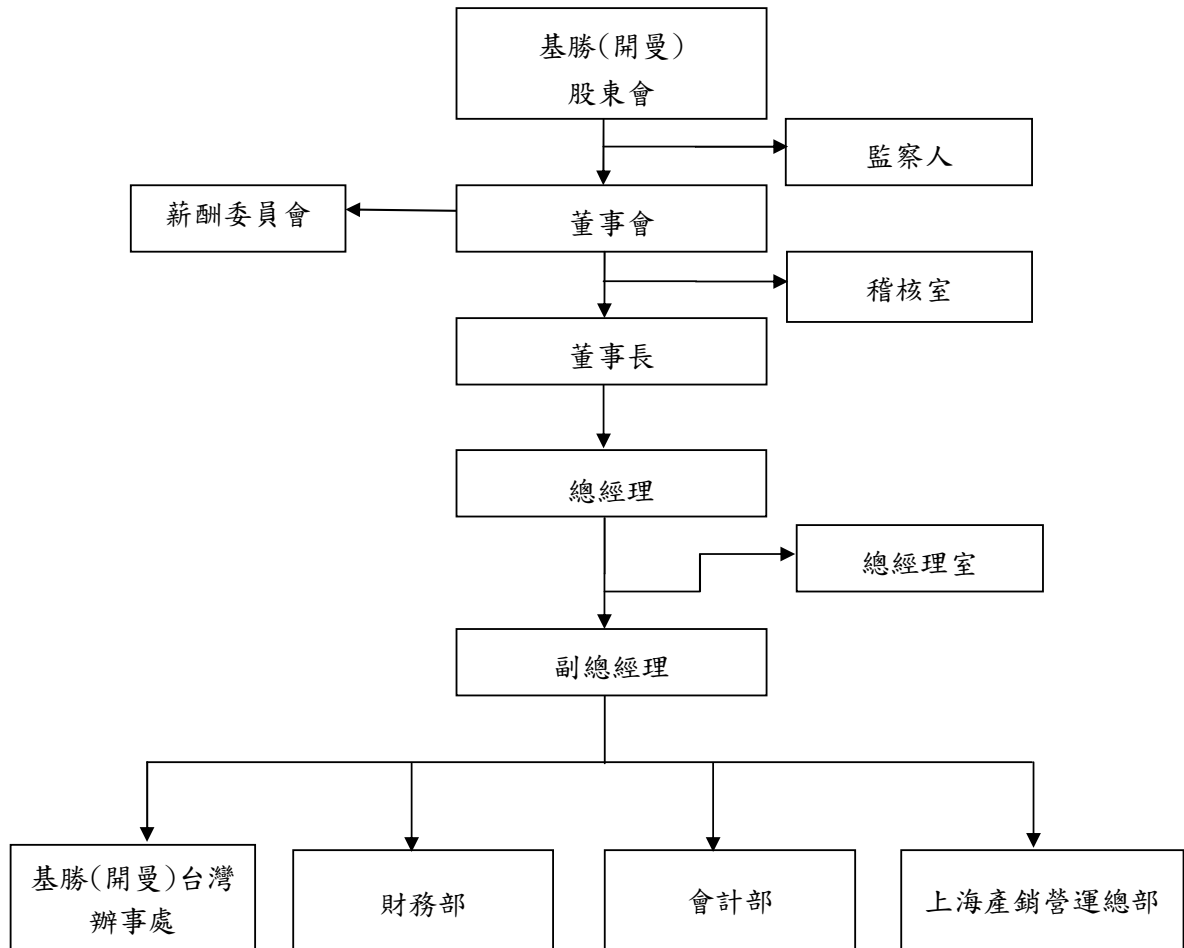 基勝(開曼)
股東會
監察人
薪酬委員會
董事會
稽核室
董事長
總經理
總經理室
副總經理
基勝(開曼)台灣
辦事處
財務部
會計部
上海產銷營運總部